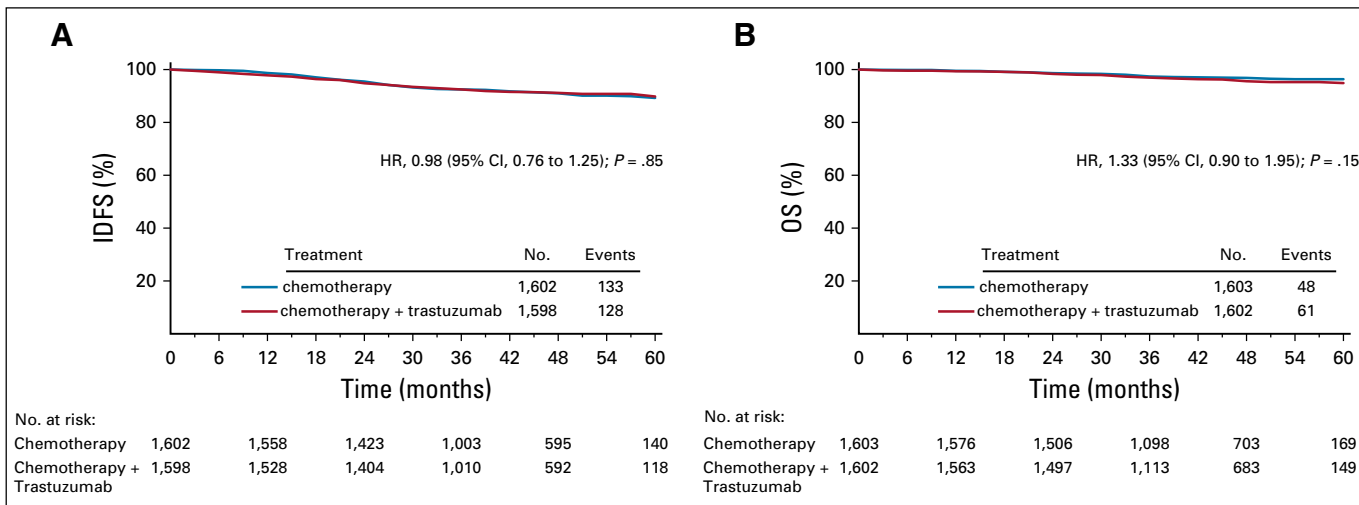 A
100
80
60
40
20
IDFS (%)
HR, 0.98 (95% CI, 0.76 to 1.25); P = .85
Treatment No. Events
chemotherapy 1,602 133
chemotherapy + trastuzumab 1,598 128
0 6 12 18 24 30 36 42 48 54 60
Time (months)
No. at risk:
Chemotherapy 1,602 1,558 1,423 1,003 595 140
Chemotherapy + 1,598 1,528 1,404 1,010 592 118
Trastuzumab
B
100
80
60
40
20
OS (%)
HR, 1.33 (95% CI, 0.90 to 1.95); P = .15
Treatment No. Events
chemotherapy 1,603 48
chemotherapy + trastuzumab 1,602 61
0 6 12 18 24 30 36 42 48 54 60
Time (months)
No. at risk:
Chemotherapy 1,603 1,576 1,506 1,098 703 169
Chemotherapy + 1,602 1,563 1,497 1,113 683 149
Trastuzumab